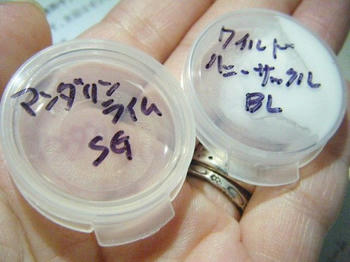 マンダリン
ライム
SG
ワイルド
ハニーサックル
BL